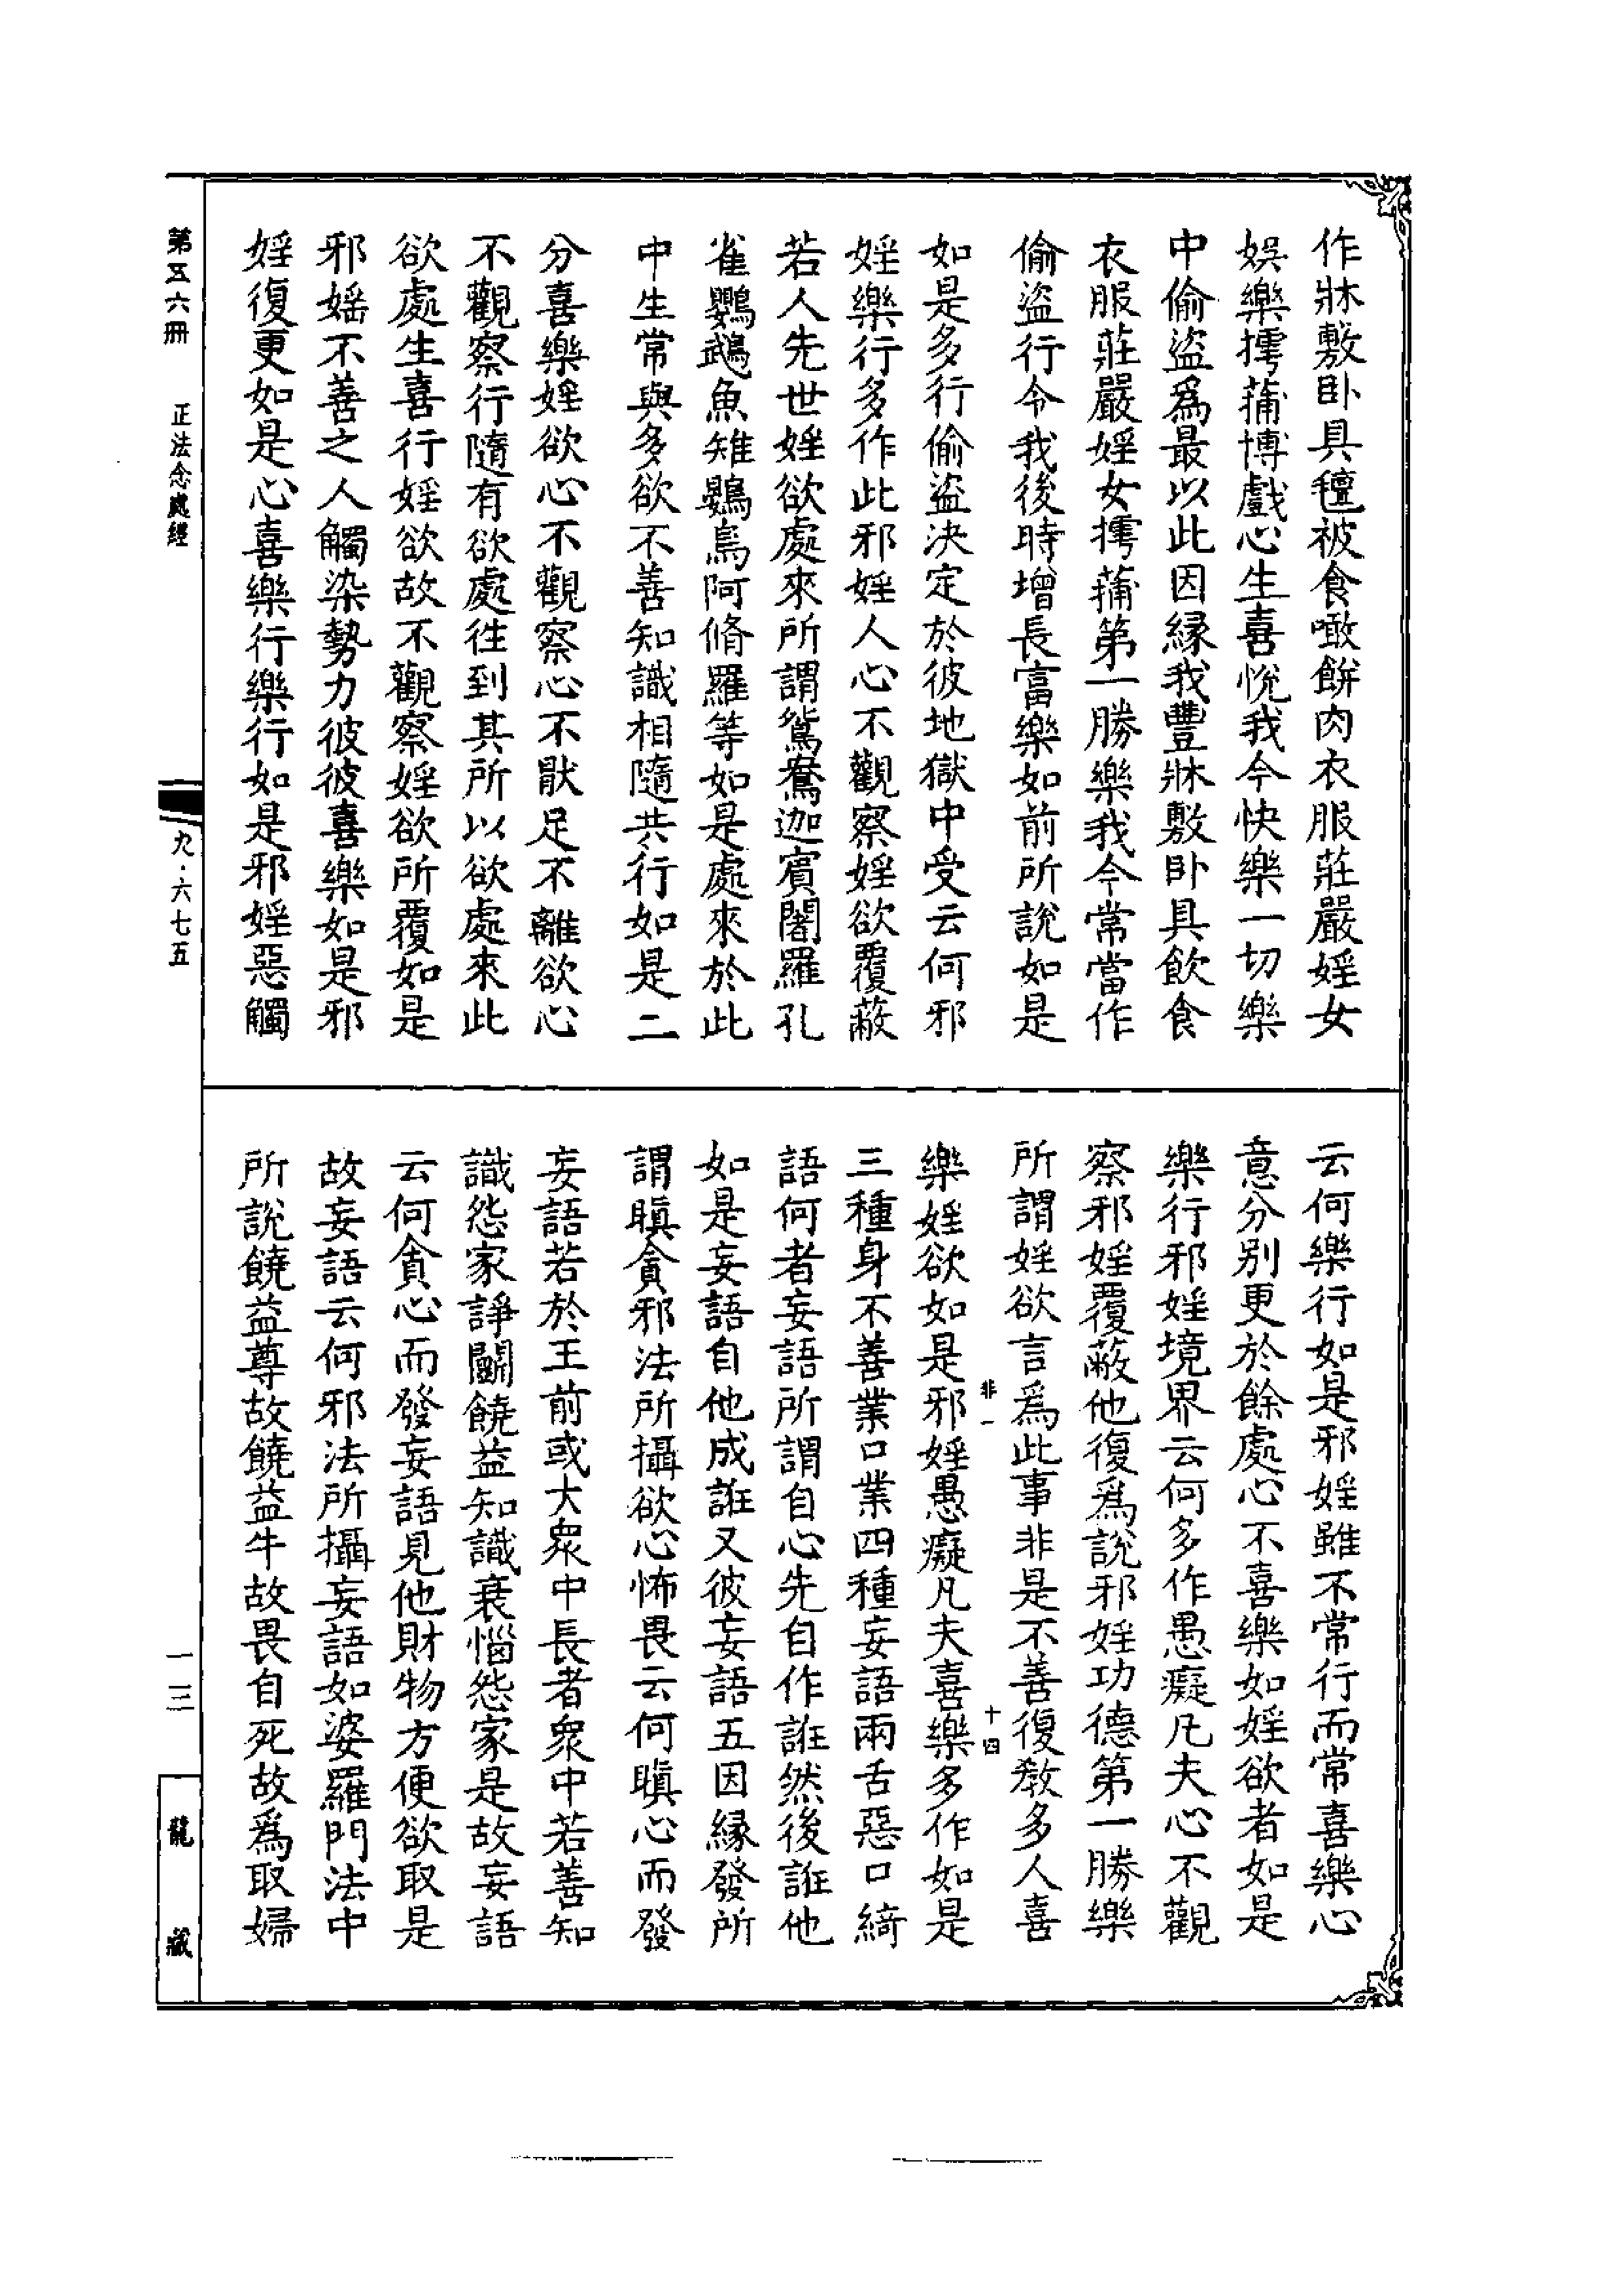 作牀敷卧具氊被食噉餅肉衣服莊嚴婬女
娛樂摴蒱博戲心生喜悅我今快樂一切樂
中偷盜爲最以此因縁我豐牀敷卧具飲食
衣服莊嚴婬女摴蒱第一勝樂我今常當作
偷盜行令我後時增長富樂如前所說如是
如是多行偷盜決定於彼地獄中受云何邪
婬樂行多作此邪婬人心不觀察婬欲覆蔽
若人先世婬欲處來所謂鴛鴦迦賓闍羅孔
雀鸚鵡魚雉鷃鳥阿脩羅等如是處來於此
中生常與多欲不善知識相隨共行如是二
分喜樂婬欲心不觀察心不猒足不離欲心
不觀察行隨有欲處徃到其所以欲處來此
欲處生喜行婬欲故不觀察婬欲所覆如是
邪婬不善之人觸染勢力彼彼喜樂如是邪
婬復更如是心喜樂行樂行如是邪婬惡觸
云何樂行如是邪婬雖不常行而常喜樂心
意分別更於餘處心不喜樂如婬欲者如是
樂行邪婬境界云何多作愚癡凡夫心不觀
察邪婬覆蔽他復爲說邪婬功德第一勝樂
所謂婬欲言爲此事非是不善復教多人喜
非一 十四
樂婬欲如是邪婬愚癡凡夫喜樂多作如是
三種身不善業口業四種妄語兩舌惡口綺
語何者妄語所謂自心先自作誑然後誑他
如是妄語自他成誑又彼妄語五因縁發所
謂瞋貪邪法所攝欲心怖畏云何瞋心而發
妄語若於王前或大衆中長者衆中若善知
識怨家諍鬭饒益知識衰惱怨家是故妄語
云何貪心而發妄語見他財物方便欲取是
故妄語云何邪法所攝妄語如婆羅門法中
所說饒益尊故饒益牛故畏自死故爲取婦
第五六冊 正法念處經 九·六七五 一三 龍藏